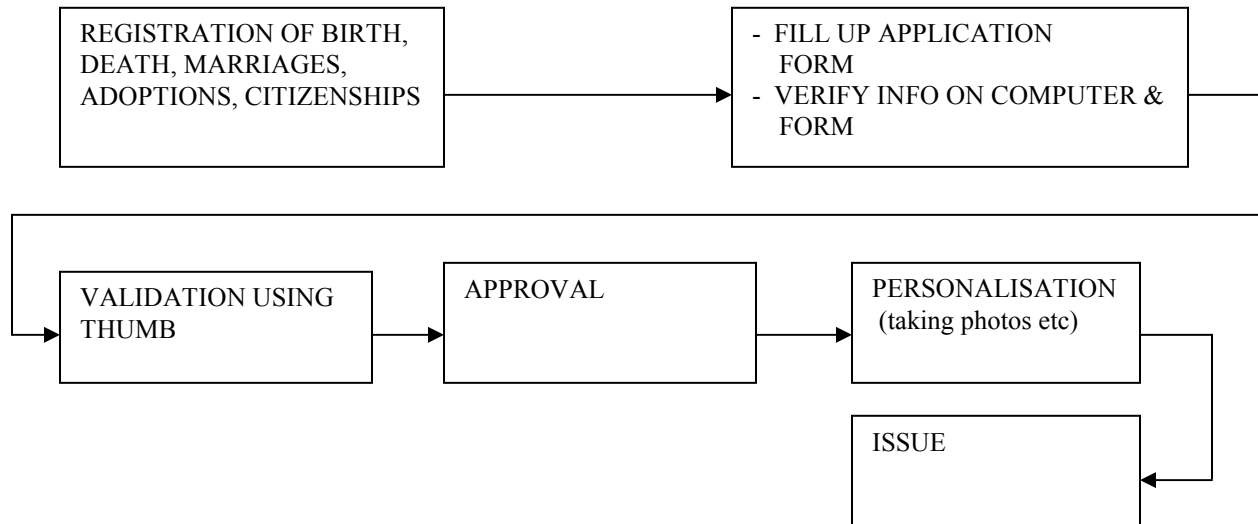 REGISTRATION OF BIRTH,
DEATH, MARRIAGES,
ADOPTIONS, CITIZENSHIPS
- FILL UP APPLICATION
FORM
- VERIFY INFO ON COMPUTER &
FORM
VALIDATION USING
THUMB
APPROVAL
PERSONALISATION
(taking photos etc)
ISSUE